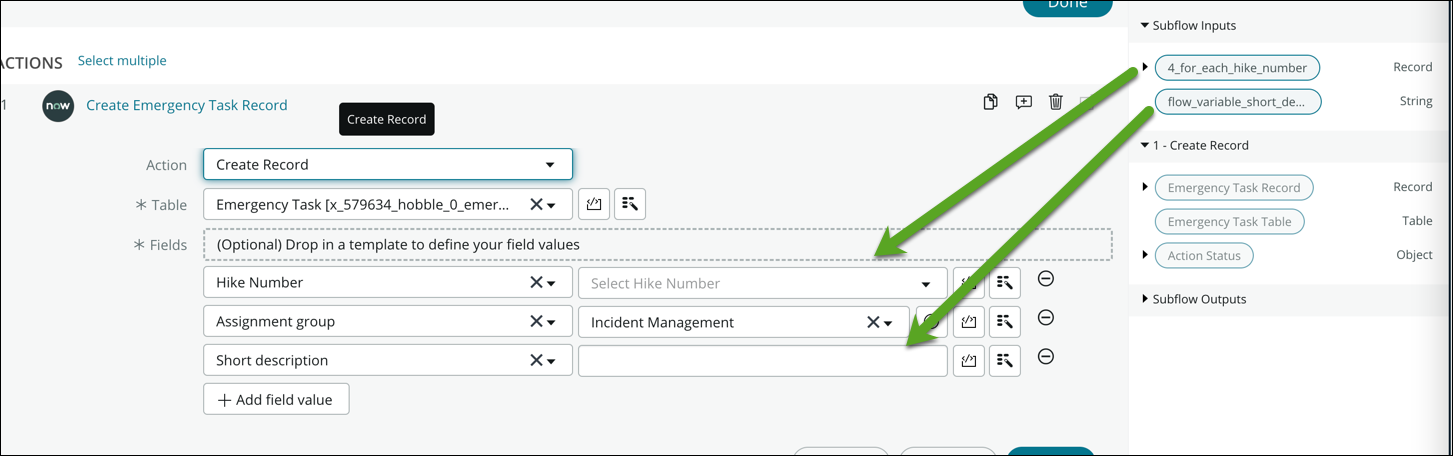 Done
Subflow Inputs
ACTIONS Select multiple
4_for_each_hike_number Record
flow_variable_short_de... String
1 now Create Emergency Task Record
Create Record
1 - Create Record
Action Create Record
Emergency Task Record Record
* Table Emergency Task [x_579634_hobble_0_emer...
Emergency Task Table Table
* Fields (Optional) Drop in a template to define your field values
Action Status Object
Hike Number Select Hike Number
Subflow Outputs
Assignment group Incident Management
Short description
+ Add field value